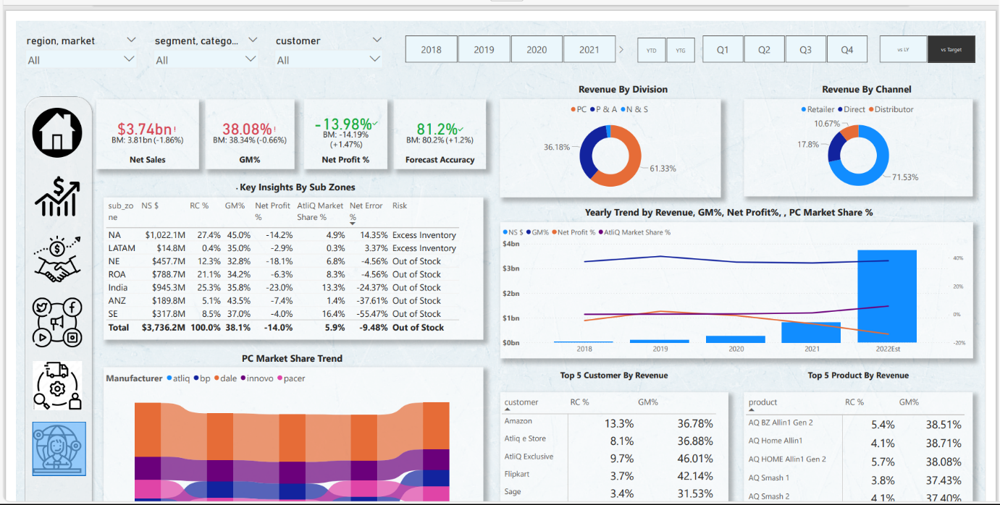 region, market
segment, catego...
customer
All
All
All
2018
2019
2020
2021
YTD
YTG
Q1
Q2
Q3
Q4
vs LY
vs Target
$3.74bn!
BM: 3.81bn (-1.86%)
Net Sales
38.08%!
BM: 38.34% (-0.66%)
GM%
-13.98%✓
BM: -14.19%
(+1.47%)
Net Profit %
81.2%✓
BM: 80.2% (+1.2%)
Forecast Accuracy
Revenue By Division
PC P & A N & S
36.18%
61.33%
Revenue By Channel
Retailer Direct Distributor
10.67%
17.8%
71.53%
. Key Insights By Sub Zones
sub_zo NS $ RC % GM% Net Profit AtliQ Market Net Error Risk
ne % Share % %
NA $1,022.1M 27.4% 45.0% -14.2% 4.9% 14.35% Excess Inventory
LATAM $14.8M 0.4% 35.0% -2.9% 0.3% 3.37% Excess Inventory
NE $457.7M 12.3% 32.8% -18.1% 6.8% -4.56% Out of Stock
ROA $788.7M 21.1% 34.2% -6.3% 8.3% -4.56% Out of Stock
India $945.3M 25.3% 35.8% -23.0% 13.3% -24.37% Out of Stock
ANZ $189.8M 5.1% 43.5% -7.4% 1.4% -37.61% Out of Stock
SE $317.8M 8.5% 37.0% -4.0% 16.4% -55.47% Out of Stock
Total $3,736.2M 100.0% 38.1% -14.0% 5.9% -9.48% Out of Stock
Yearly Trend by Revenue, GM%, Net Profit%, , PC Market Share %
NS $ GM% Net Profit % AtliQ Market Share %
$4bn
$3bn
$2bn
$1bn
$0bn
40%
20%
0%
-20%
2018 2019 2020 2021 2022Est
PC Market Share Trend
Manufacturer atliq bp dale innovo pacer
Top 5 Customer By Revenue
customer RC % GM%
Amazon 13.3% 36.78%
Atliq e Store 8.1% 36.88%
AtliQ Exclusive 9.7% 46.01%
Flipkart 3.7% 42.14%
Sage 3.4% 31.53%
Top 5 Product By Revenue
product RC % GM%
AQ BZ Allin1 Gen 2 5.4% 38.51%
AQ Home Allin1 4.1% 38.71%
AQ HOME Allin1 Gen 2 5.7% 38.08%
AQ Smash 1 3.8% 37.43%
AQ Smash 2 4.1% 37.40%